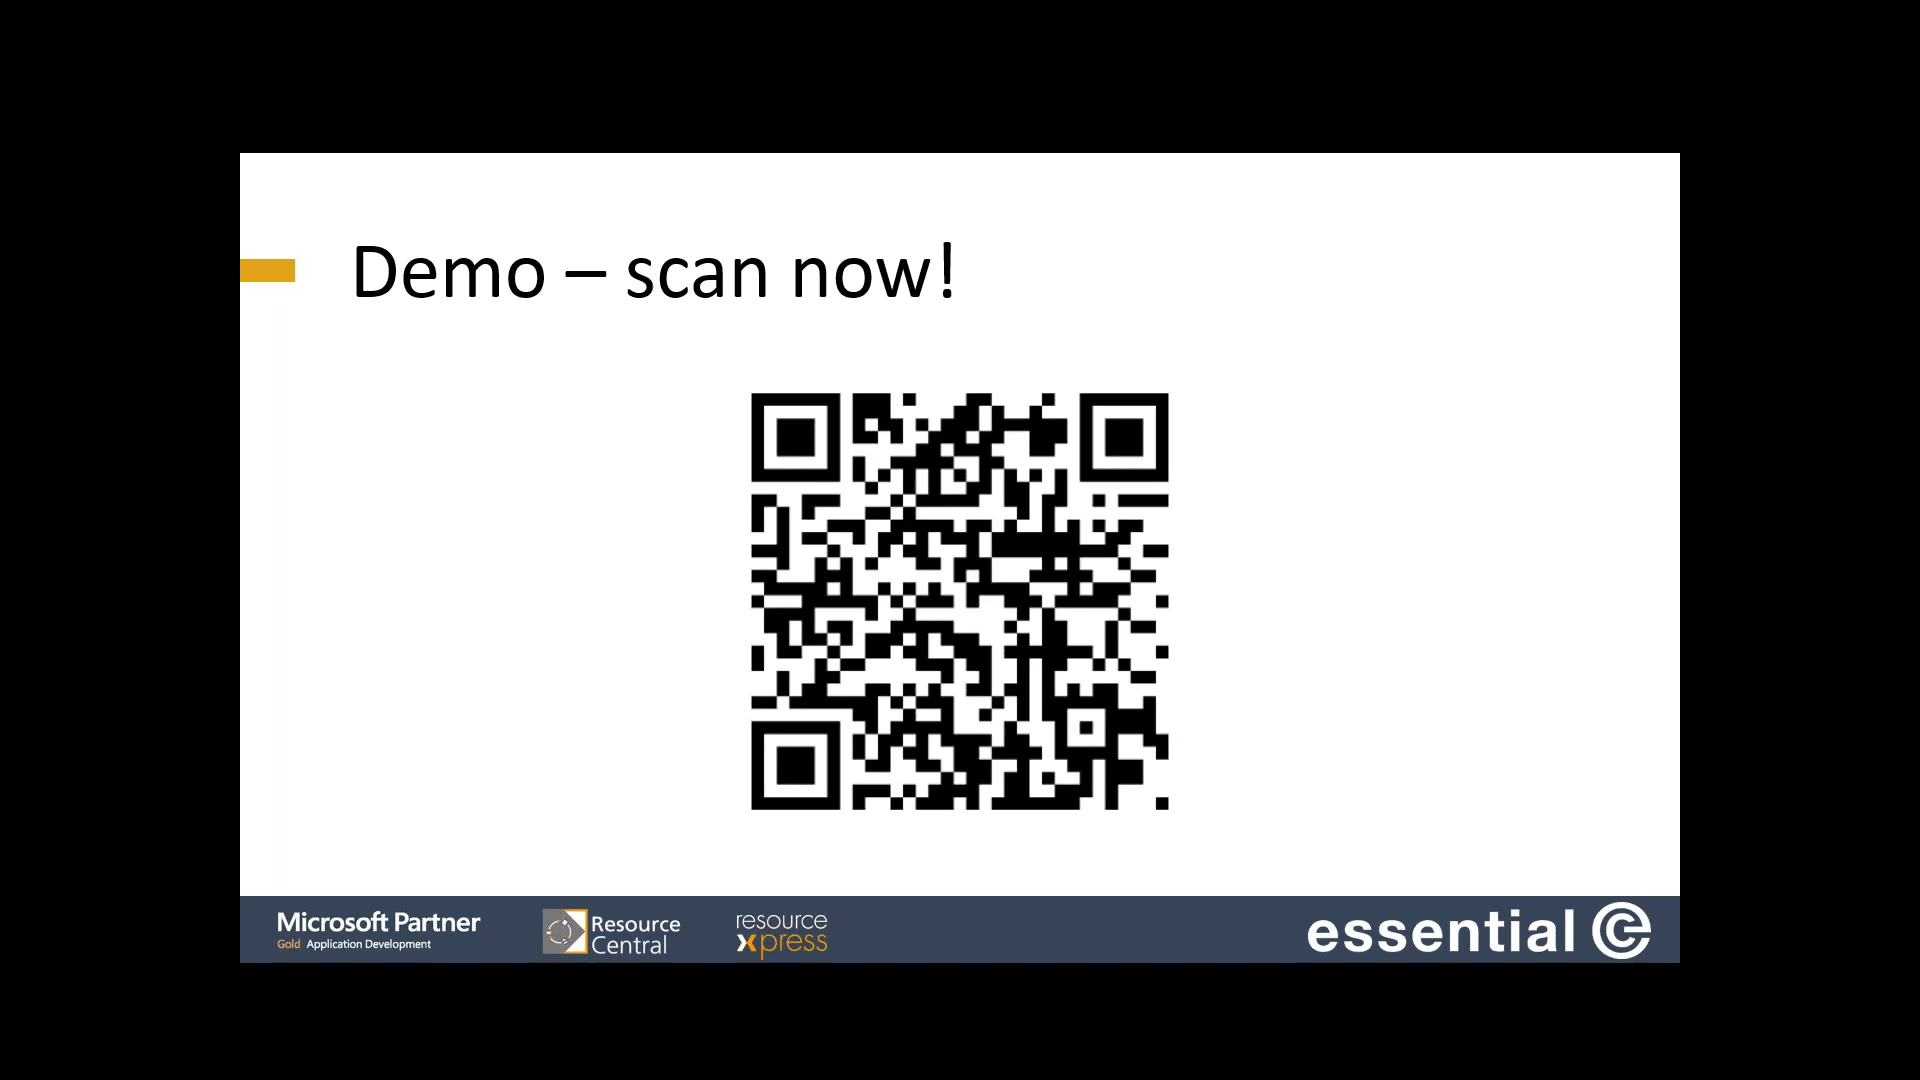 Demo – scan now!
Microsoft Partner
Gold Application Development
Resource
Central
resource
xpress
essential